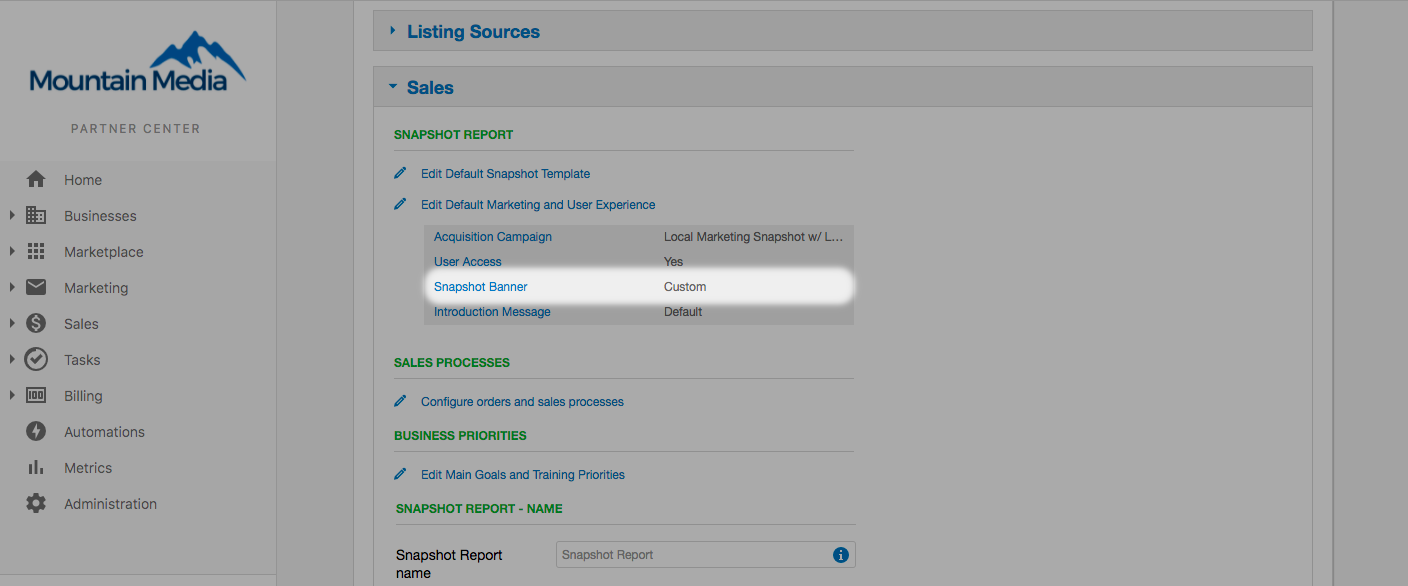 Mountain Media
PARTNER CENTER
Home
Businesses
Marketplace
Marketing
Sales
Tasks
Billing
Automations
Metrics
Administration
Listing Sources
Sales
SNAPSHOT REPORT
Edit Default Snapshot Template
Edit Default Marketing and User Experience
Acquisition Campaign Local Marketing Snapshot w/ L...
User Access Yes
Snapshot Banner Custom
Introduction Message Default
SALES PROCESSES
Configure orders and sales processes
BUSINESS PRIORITIES
Edit Main Goals and Training Priorities
SNAPSHOT REPORT - NAME
Snapshot Report
name
Snapshot Report